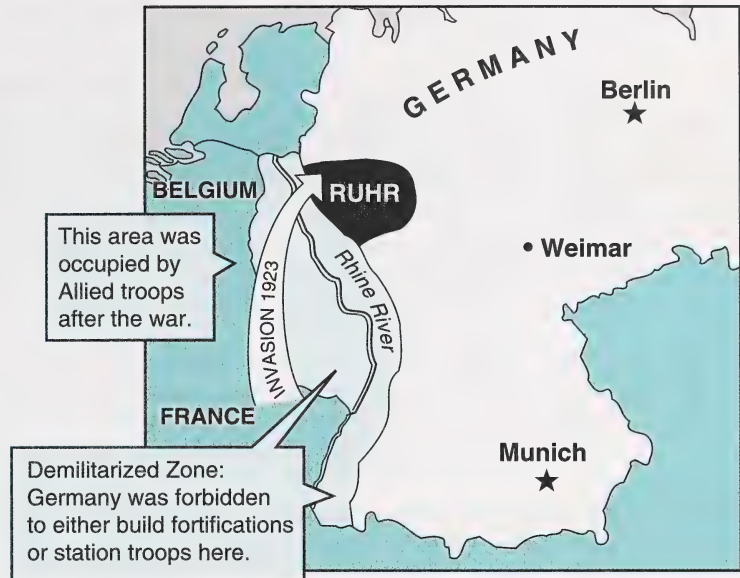 GERMANY
Berlin
BELGIUM
RUHR
This area was
occupied by
Allied troops
after the war.
Weimar
Rhine River
INVASION 1923
FRANCE
Munich
Demilitarized Zone:
Germany was forbidden
to either build fortifications
or station troops here.